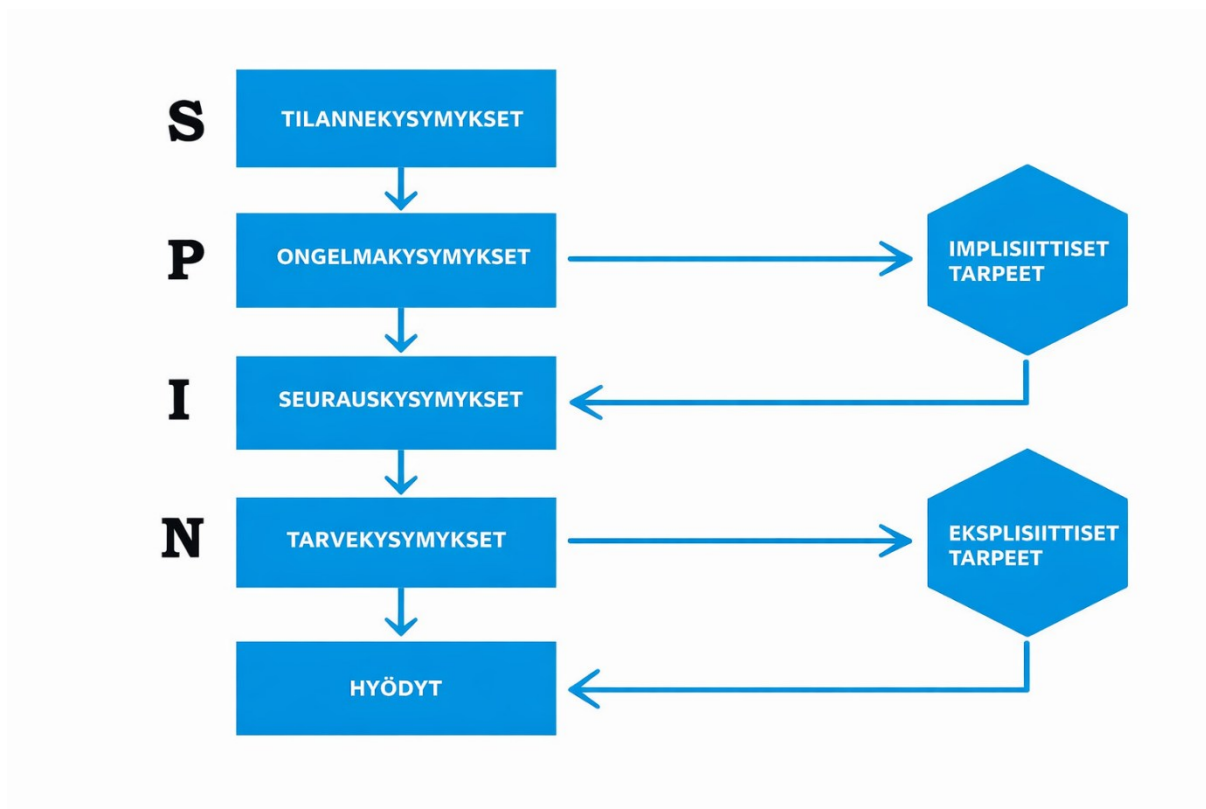 S
TILANNEKYSYMYKSET
P
ONGELMAKYSYMYKSET
IMPLISIITTISET
TARPEET
I
SEURAUSKYSYMYKSET
N
TARVEKYSYMYKSET
EKSPLISIITTISET
TARPEET
HYÖDYT